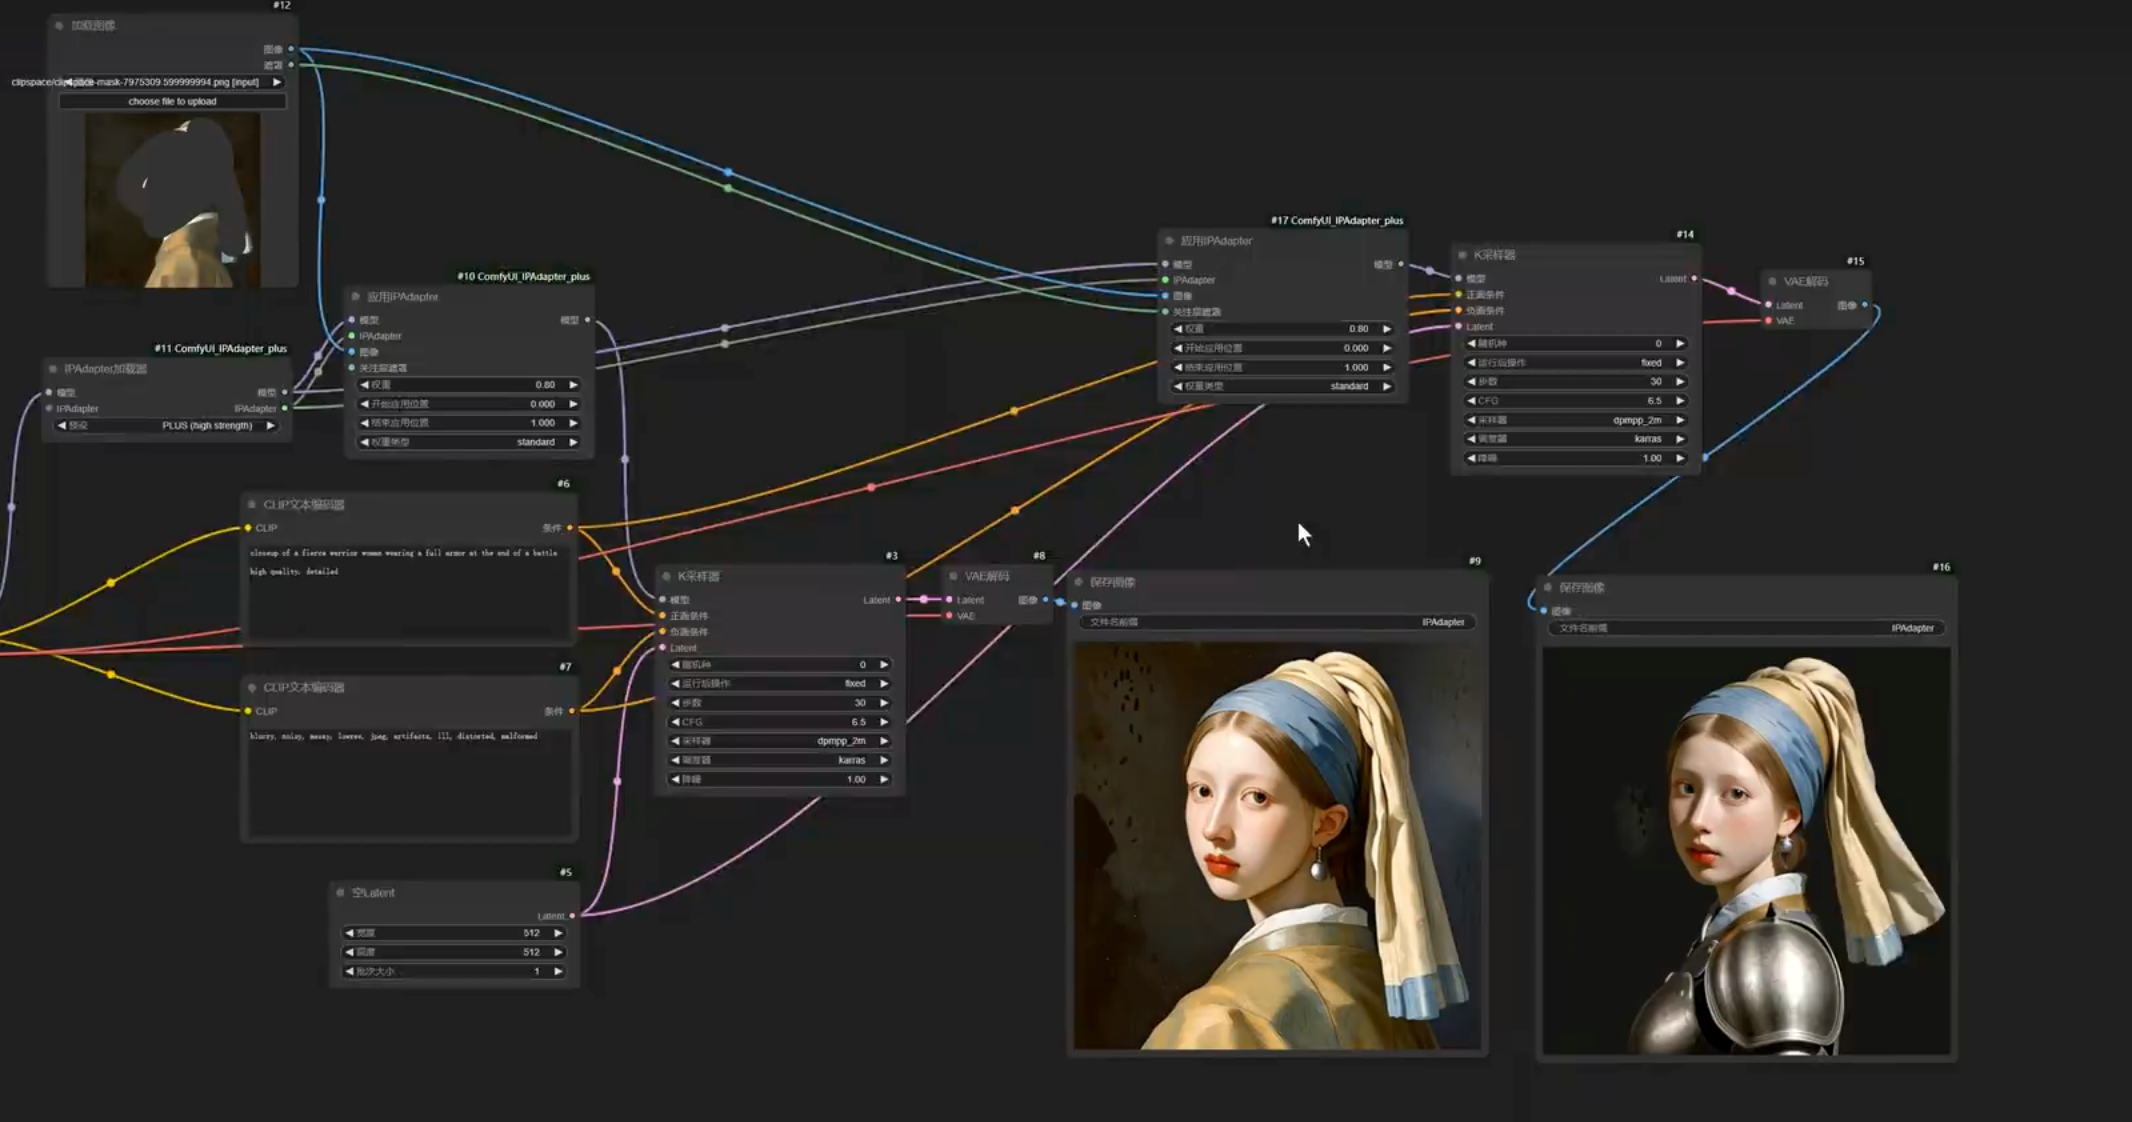 #12
加载图像
图像
遮罩
clipspace-mask-7975309.599999994.png [input]
choose file to upload
#11 ComfyUI_IPAdapter_plus
IPAdapter加载器
模型 模型
IPAdapter IPAdapter
预设 PLUS (high strength)
#10 ComfyUI_IPAdapter_plus
应用IPAdapter
模型 模型
IPAdapter
图像
关注层遮罩
权重 0.80
开始应用位置 0.000
结束应用位置 1.000
权重类型 standard
#6
CLIP文本编码器
CLIP 条件
closeup of a fierce warrior woman wearing a full armor at the end of a battle
high quality, detailed
#7
CLIP文本编码器
CLIP 条件
blurry, noisy, messy, lowres, jpeg, artifacts, ill, distorted, malformed
#5
空Latent
Latent
宽度 512
高度 512
批次大小 1
#3
K采样器
模型 Latent
正面条件
负面条件
Latent
随机种 0
运行后操作 fixed
步数 30
CFG 6.5
采样器 dpmpp_2m
调度器 karras
降噪 1.00
#8
VAE解码
Latent 图像
VAE
#9
保存图像
图像
文件名前缀 IPAdapter
#17 ComfyUI_IPAdapter_plus
应用IPAdapter
模型 模型
IPAdapter
图像
关注层遮罩
权重 0.80
开始应用位置 0.000
结束应用位置 1.000
权重类型 standard
#14
K采样器
模型 Latent
正面条件
负面条件
Latent
随机种 0
运行后操作 fixed
步数 30
CFG 6.5
采样器 dpmpp_2m
调度器 karras
降噪 1.00
#15
VAE解码
Latent 图像
VAE
#16
保存图像
图像
文件名前缀 IPAdapter